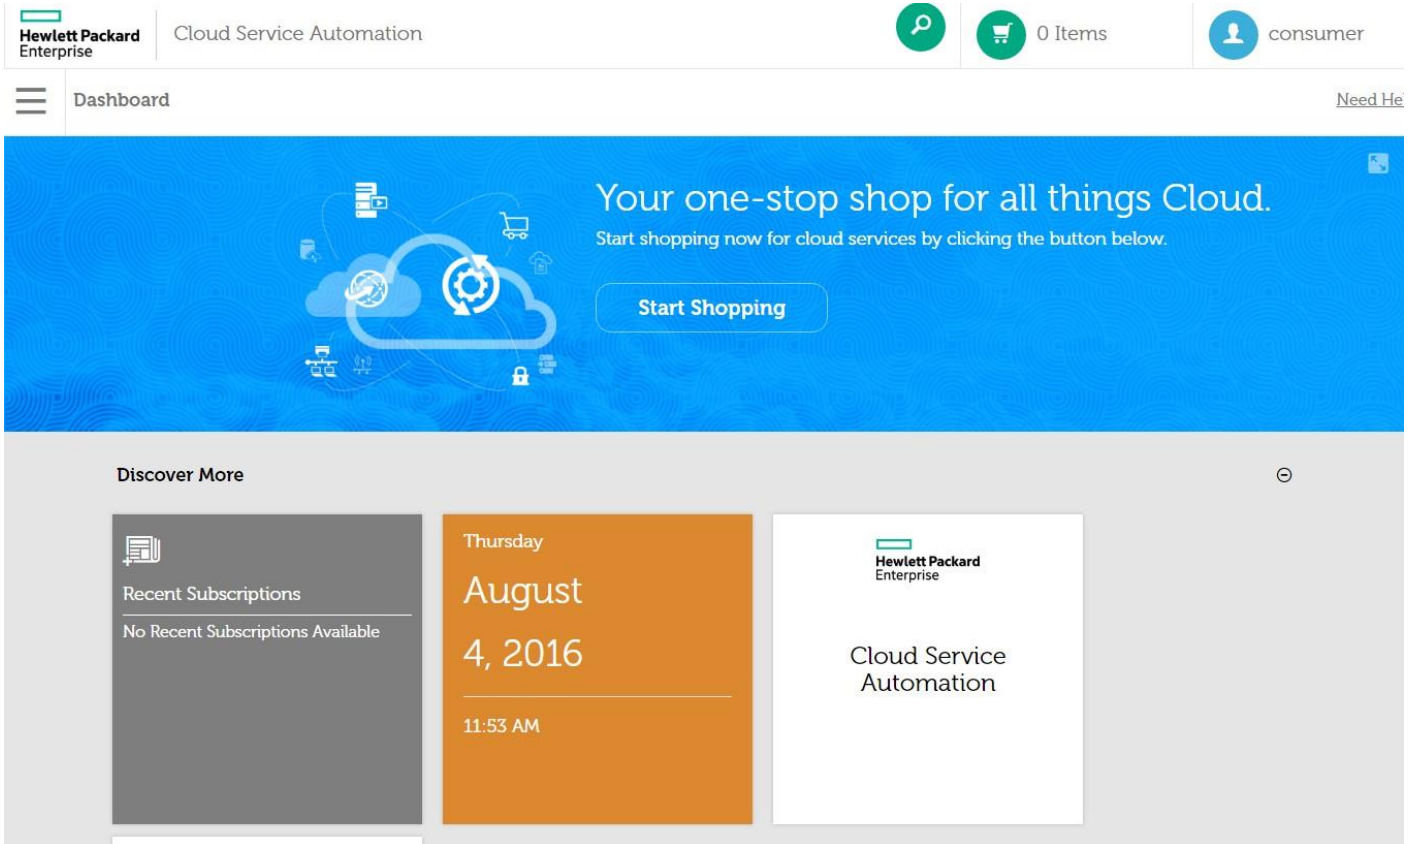 Hewlett Packard
Enterprise
Cloud Service Automation
0 Items
consumer
Dashboard
Need He
Your one-stop shop for all things Cloud.
Start shopping now for cloud services by clicking the button below.
Start Shopping
Discover More
Recent Subscriptions
No Recent Subscriptions Available
Thursday
August
4, 2016
11:53 AM
Hewlett Packard
Enterprise
Cloud Service
Automation